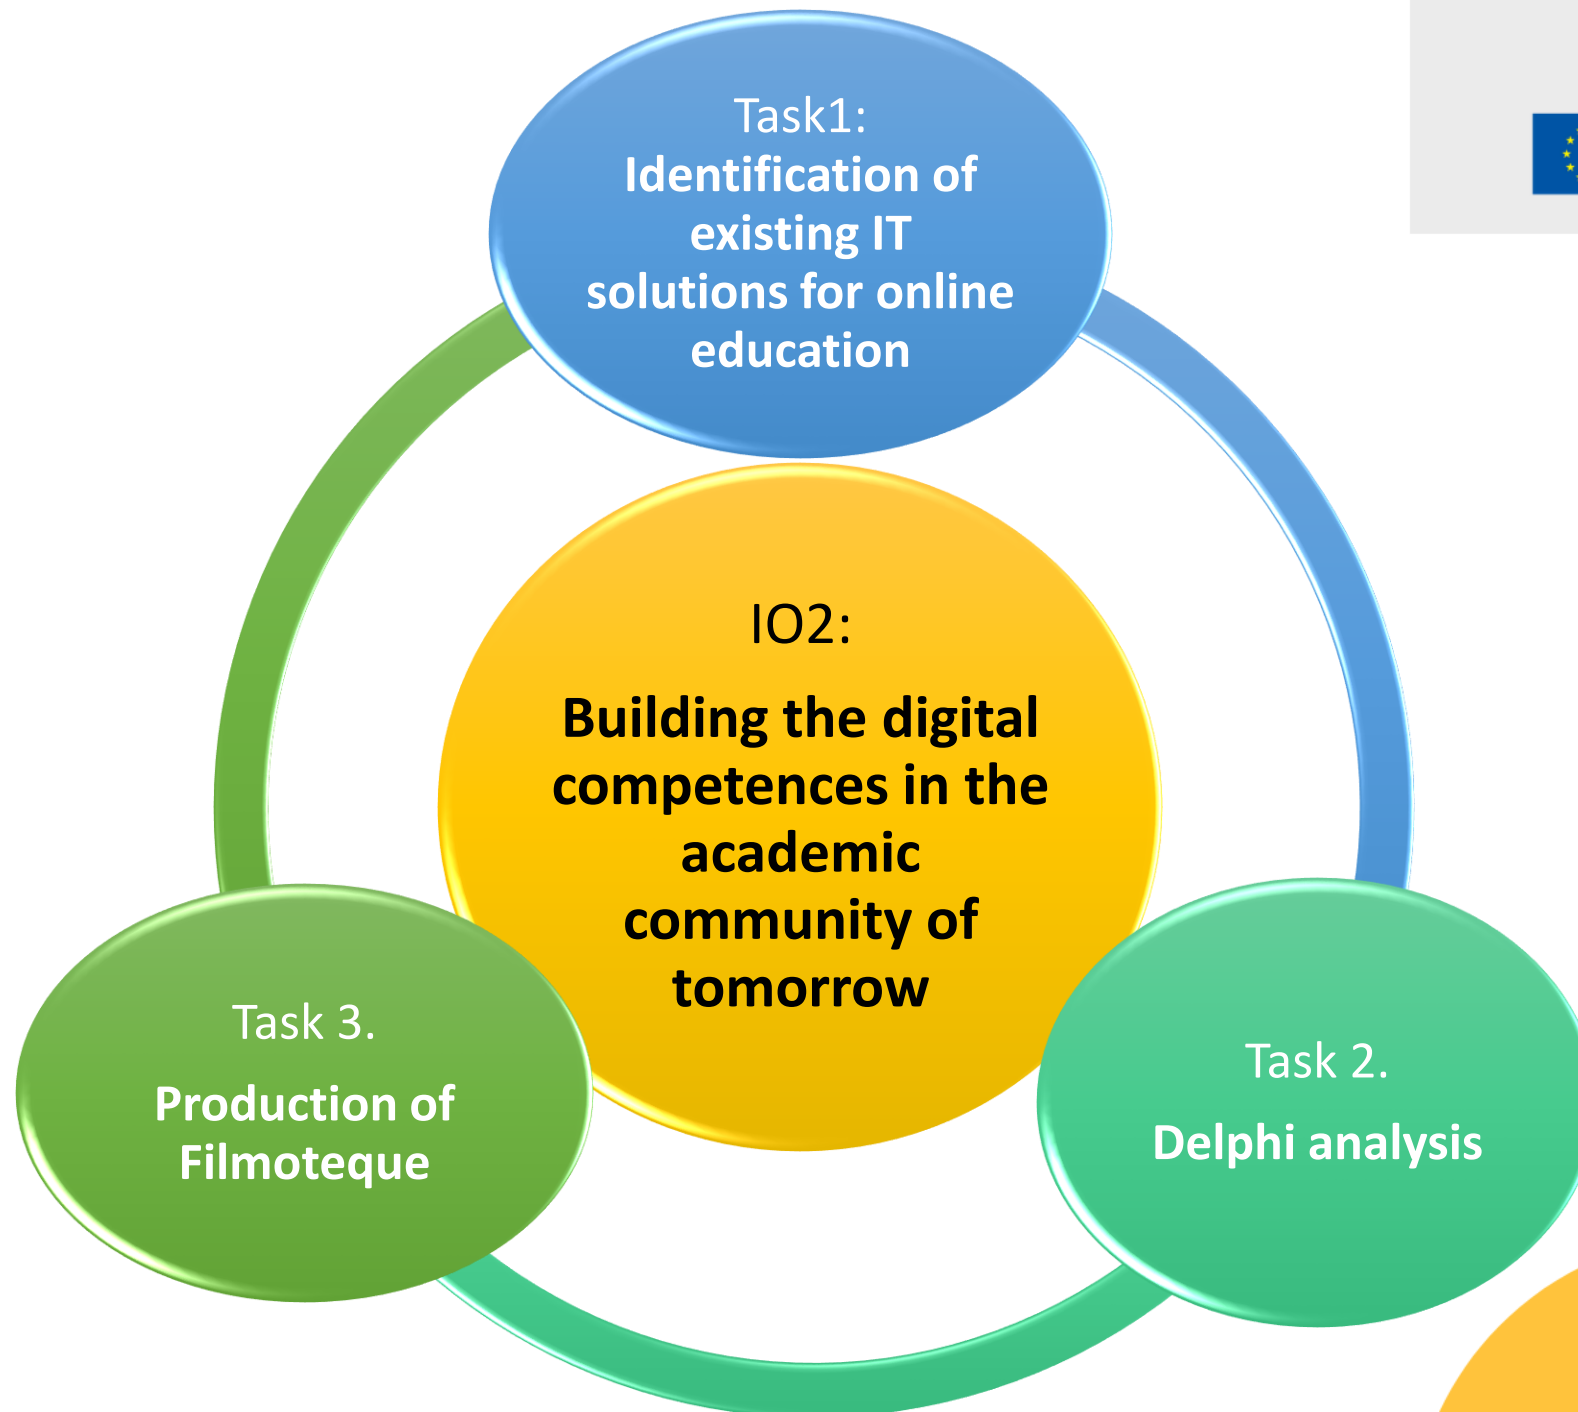 Task1:
Identification of
existing IT
solutions for online
education
IO2:
Building the digital
competences in the
academic
community of
tomorrow
Task 3.
Production of
Filmoteque
Task 2.
Delphi analysis